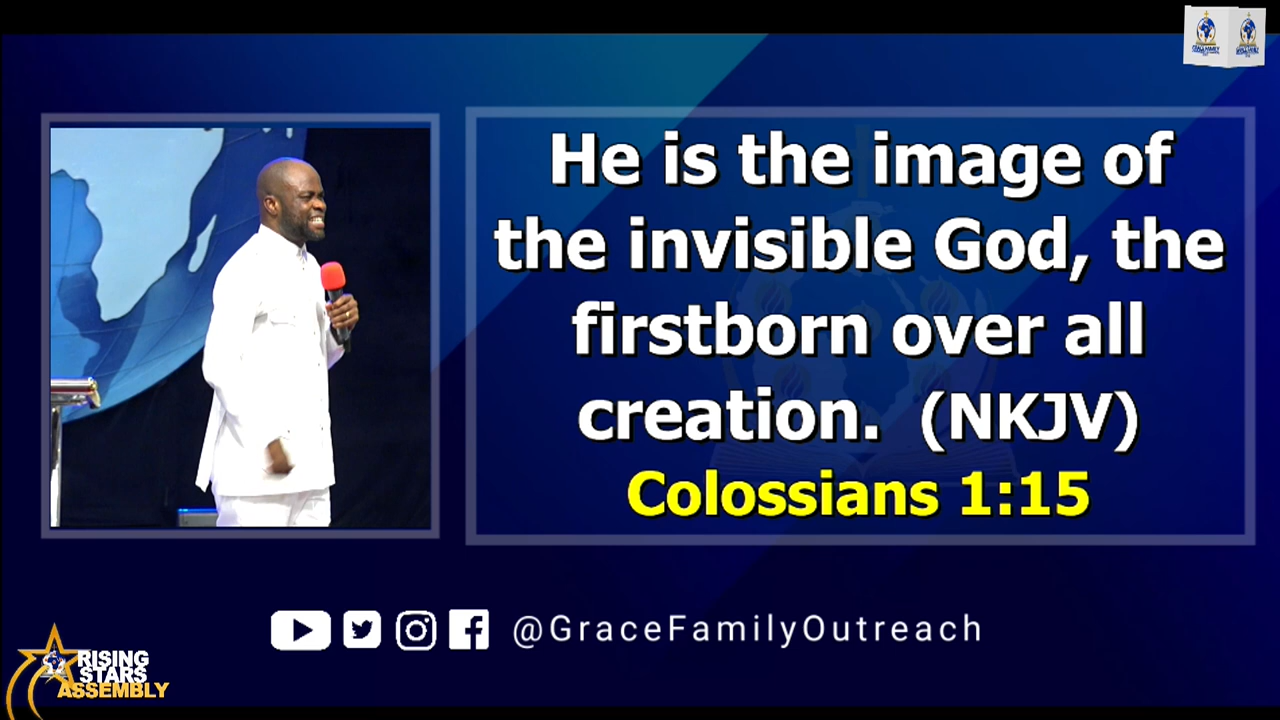 He is the image of
the invisible God, the
firstborn over all
creation. (NKJV)
Colossians 1:15
@GraceFamilyOutreach
RISING
STARS
ASSEMBLY